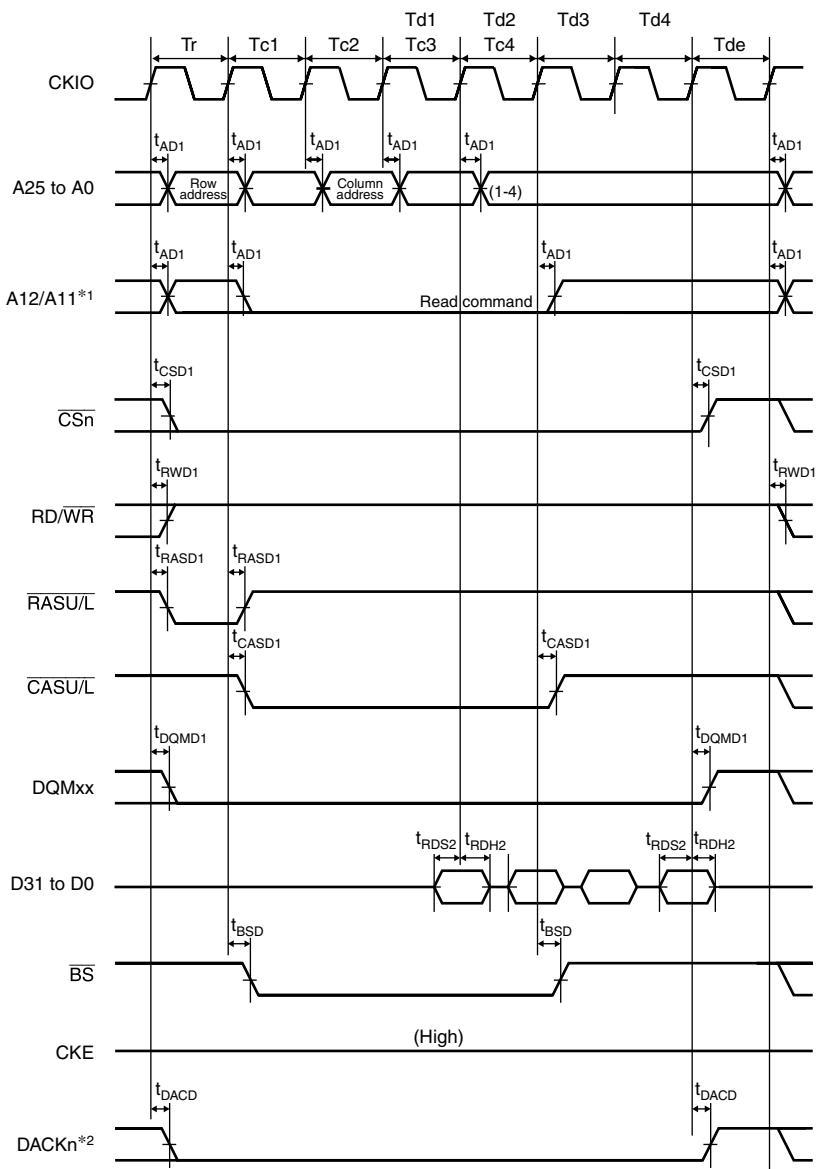 Td1 Td2 Td3 Td4
Tr Tc1 Tc2 Tc3 Tc4 Tde
CKIO
tAD1 tAD1 tAD1 tAD1 tAD1 tAD1
A25 to A0
Row address
Column address
(1-4)
tAD1 tAD1 tAD1 tAD1
A12/A11*1
Read command
tCSD1 tCSD1
CSn
tRWD1 tRWD1
RD/WR
tRASD1 tRASD1
RASU/L
tCASD1 tCASD1
CASU/L
tDQMD1 tDQMD1
DQMxx
tRDS2 tRDH2 tRDS2 tRDH2
D31 to D0
tBSD tBSD
BS
(High)
CKE
tDACD tDACD
DACKn*2